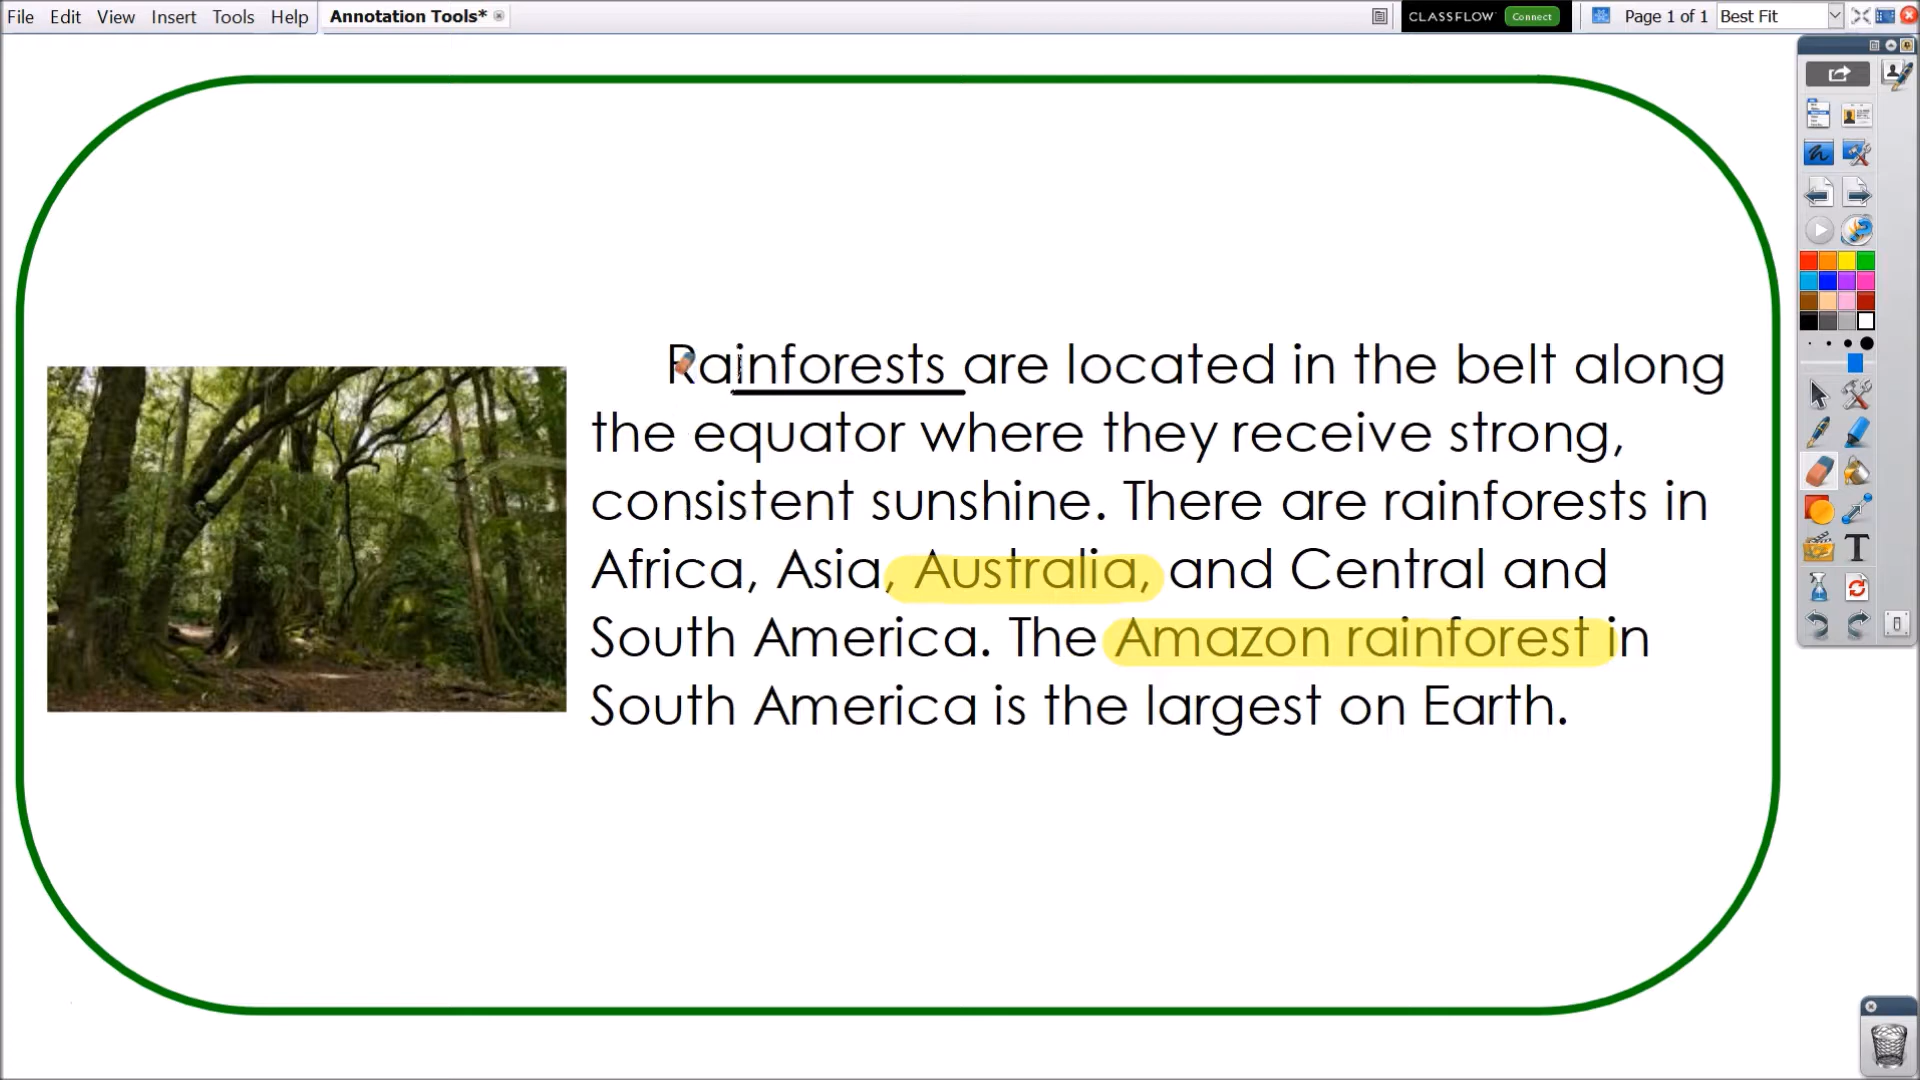 File Edit View Insert Tools Help Annotation Tools* CLASSFLOW Connect Page 1 of 1 Best Fit
Rainforests are located in the belt along
the equator where they receive strong,
consistent sunshine. There are rainforests in
Africa, Asia, Australia, and Central and
South America. The Amazon rainforest in
South America is the largest on Earth.
T